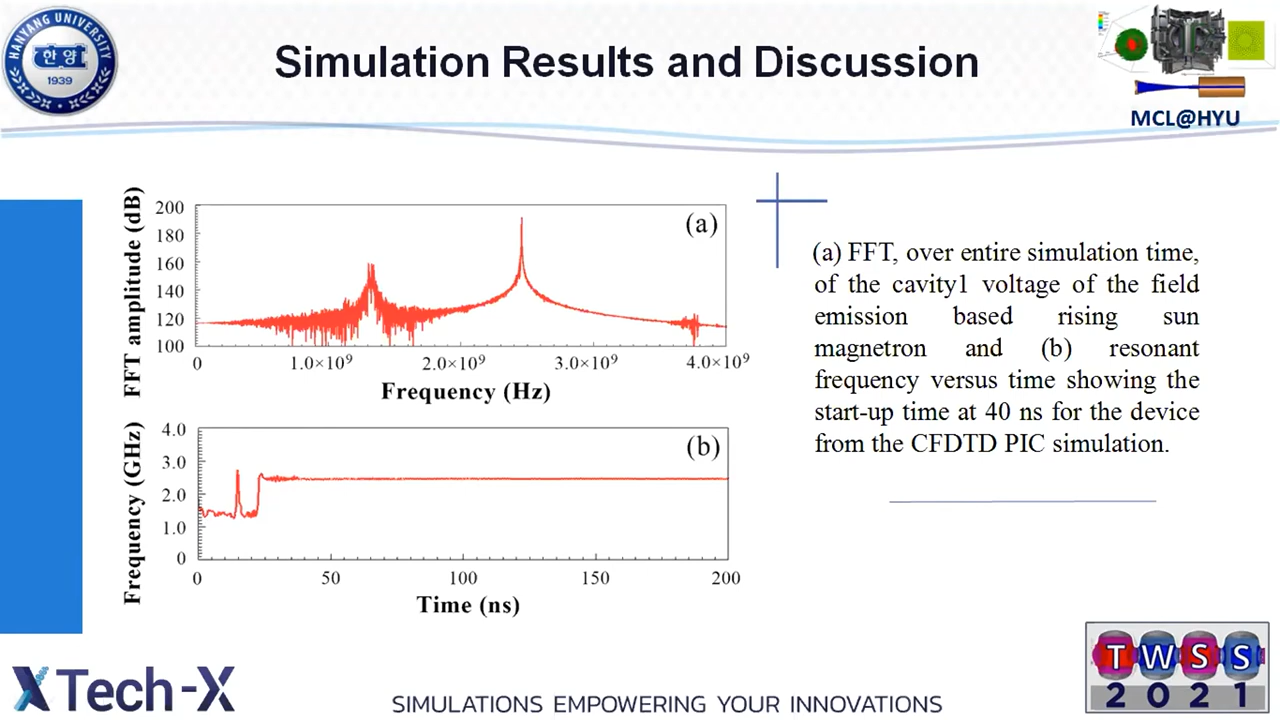 HANYANG UNIVERSITY
한양
1939
Simulation Results and Discussion
MCL@HYU
FFT amplitude (dB)
200
180
160
140
120
100
(a)
0
1.0×10⁹
2.0×10⁹
3.0×10⁹
4.0×10⁹
Frequency (Hz)
Frequency (GHz)
4.0
3.0
2.0
1.0
0
(b)
0
50
100
150
200
Time (ns)
(a) FFT, over entire simulation time,
of the cavity1 voltage of the field
emission based rising sun
magnetron and (b) resonant
frequency versus time showing the
start-up time at 40 ns for the device
from the CFDTD PIC simulation.
Tech-X
SIMULATIONS EMPOWERING YOUR INNOVATIONS
TWSS
2021